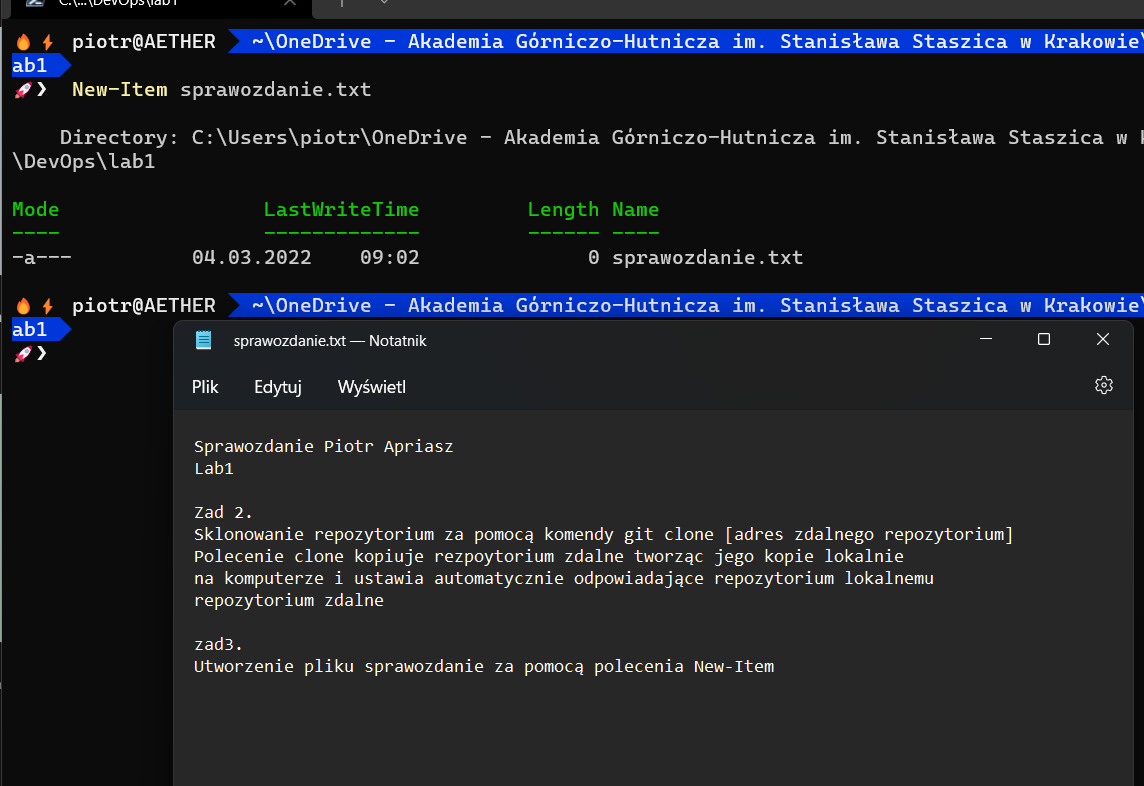 C:\...\DevOps\lab1
piotr@AETHER ~\OneDrive - Akademia Górniczo-Hutnicza im. Stanisława Staszica w Krakowie\
ab1
❯ New-Item sprawozdanie.txt
Directory: C:\Users\piotr\OneDrive - Akademia Górniczo-Hutnicza im. Stanisława Staszica w
\DevOps\lab1
Mode LastWriteTime Length Name
---- ------------- ------ ----
-a--- 04.03.2022 09:02 0 sprawozdanie.txt
piotr@AETHER ~\OneDrive - Akademia Górniczo-Hutnicza im. Stanisława Staszica w Krakowie\
ab1
❯
sprawozdanie.txt — Notatnik
Plik Edytuj Wyświetl
Sprawozdanie Piotr Apriasz
Lab1
Zad 2.
Sklonowanie repozytorium za pomocą komendy git clone [adres zdalnego repozytorium]
Polecenie clone kopiuje rezpoytorium zdalne tworząc jego kopie lokalnie
na komputerze i ustawia automatycznie odpowiadające repozytorium lokalnemu
repozytorium zdalne
zad3.
Utworzenie pliku sprawozdanie za pomocą polecenia New-Item